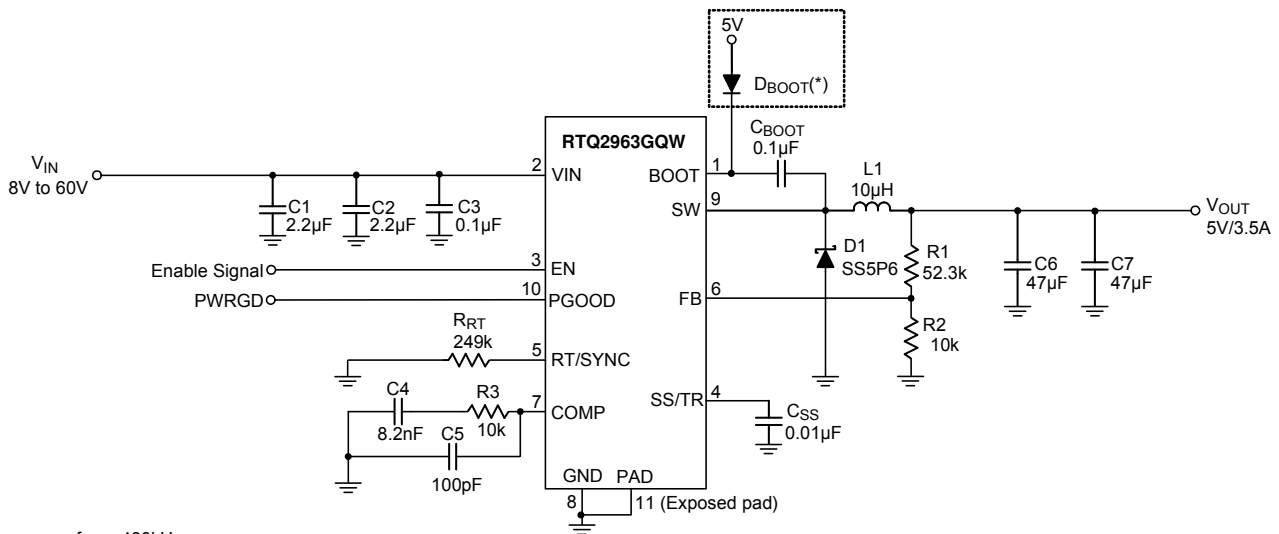 5V
DBOOT(*)
RTQ2963GQW
CBOOT
0.1µF
VIN
8V to 60V
2
VIN
BOOT
1
L1
10µH
C1
2.2µF
C2
2.2µF
C3
0.1µF
SW
9
VOUT
5V/3.5A
D1
SS5P6
R1
52.3k
C6
47µF
C7
47µF
Enable Signal
3
EN
PWRGD
10
PGOOD
FB
6
R2
10k
RRT
249k
5
RT/SYNC
C4
8.2nF
R3
10k
7
COMP
SS/TR
4
CSS
0.01µF
C5
100pF
GND
PAD
8
11 (Exposed pad)